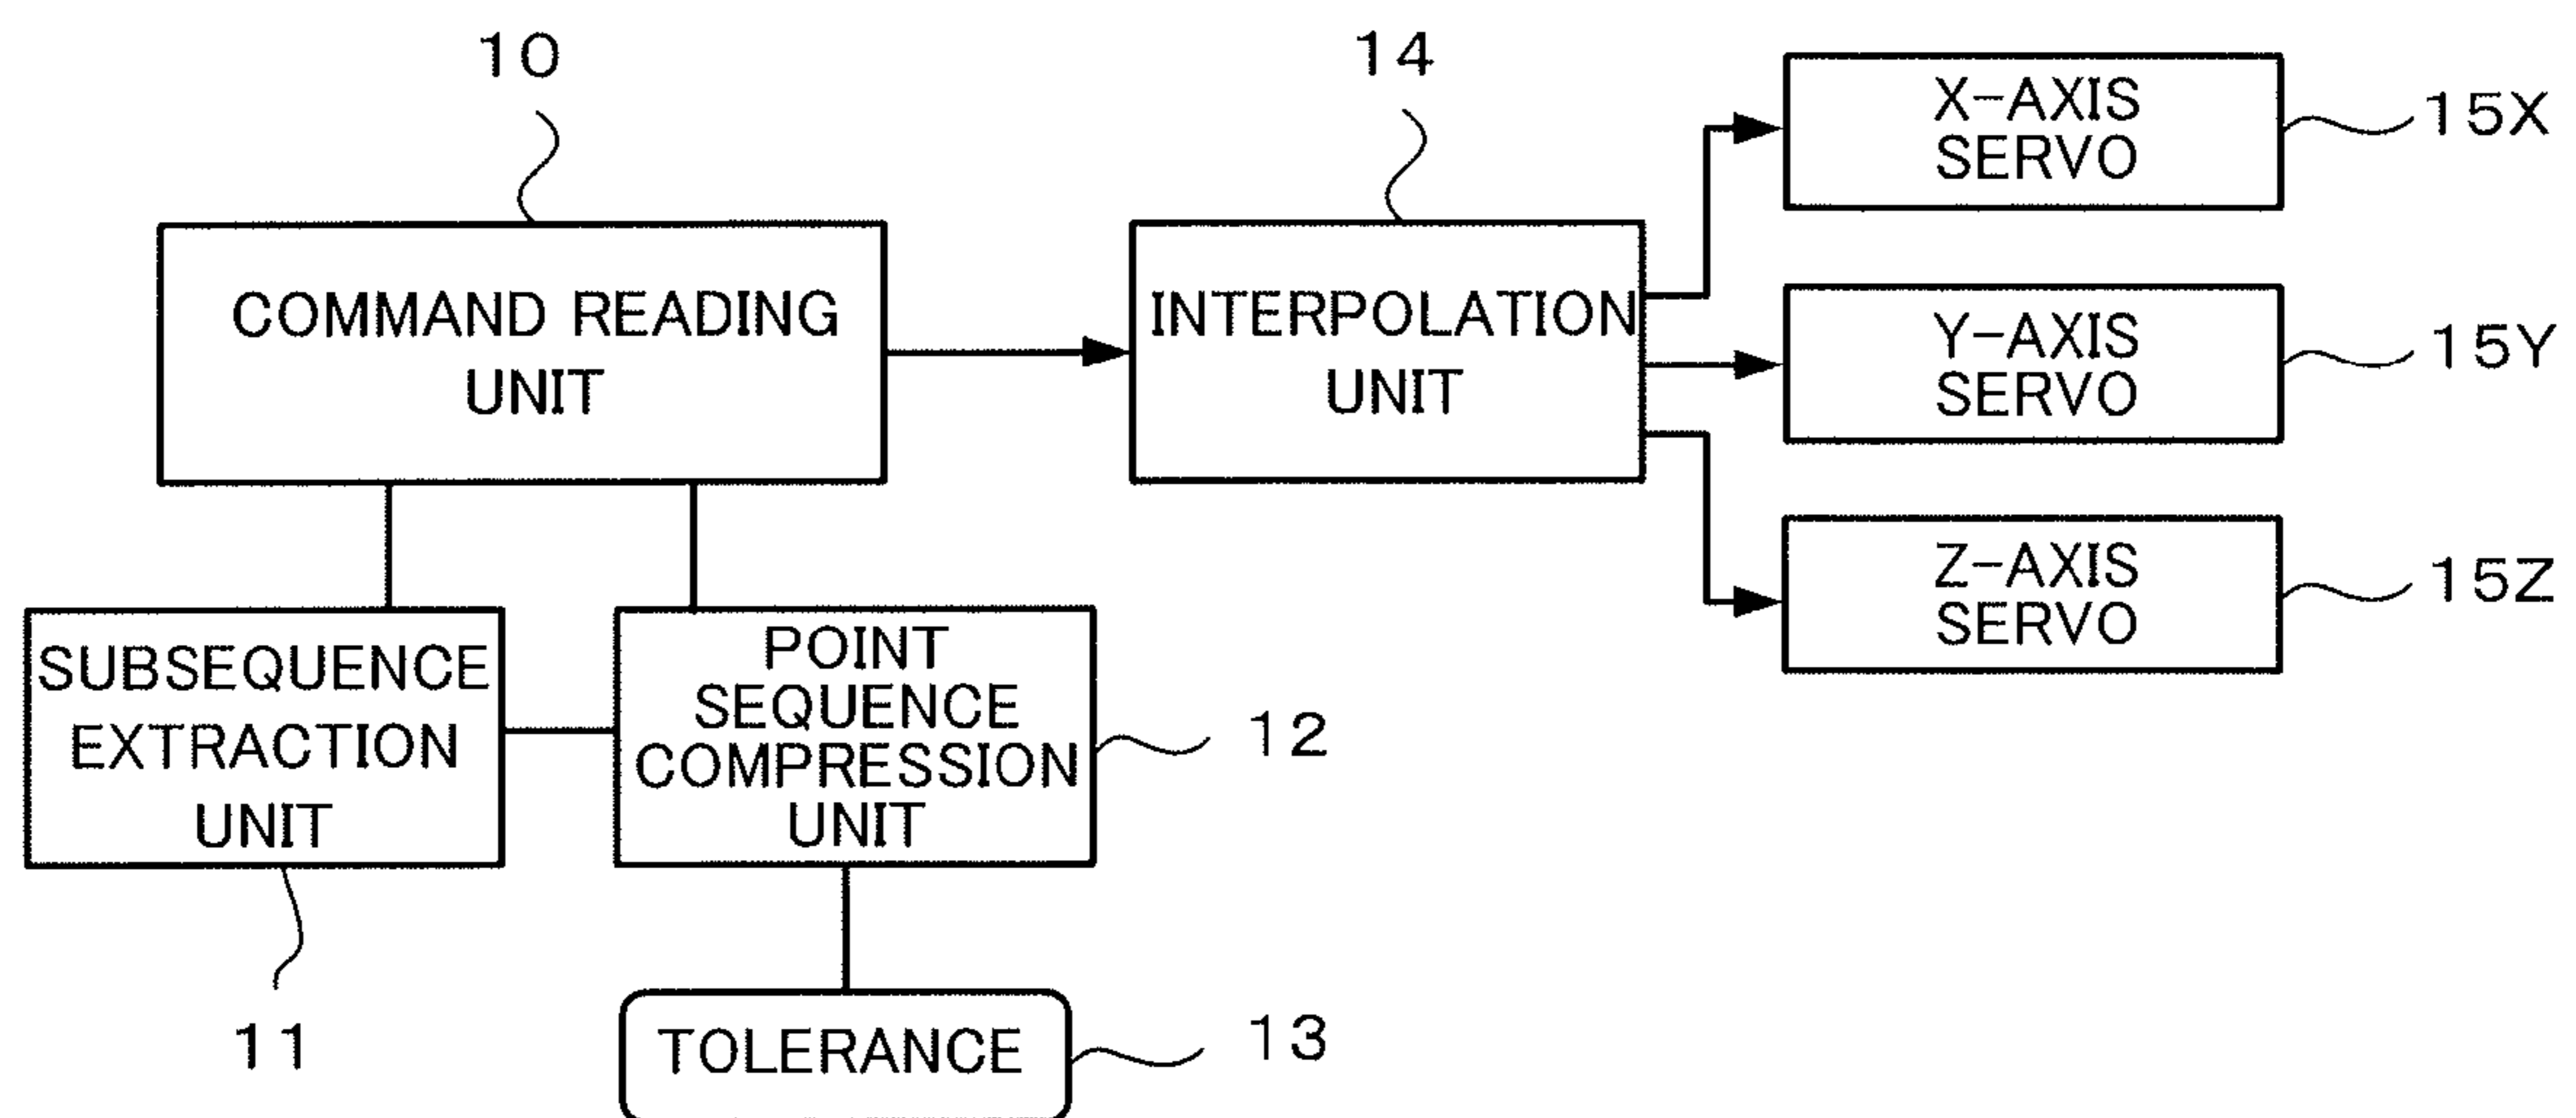 10
14
X-AXIS
SERVO
15X
COMMAND READING
UNIT
INTERPOLATION
UNIT
Y-AXIS
SERVO
15Y
Z-AXIS
SERVO
15Z
SUBSEQUENCE
EXTRACTION
UNIT
11
POINT
SEQUENCE
COMPRESSION
UNIT
12
TOLERANCE
13